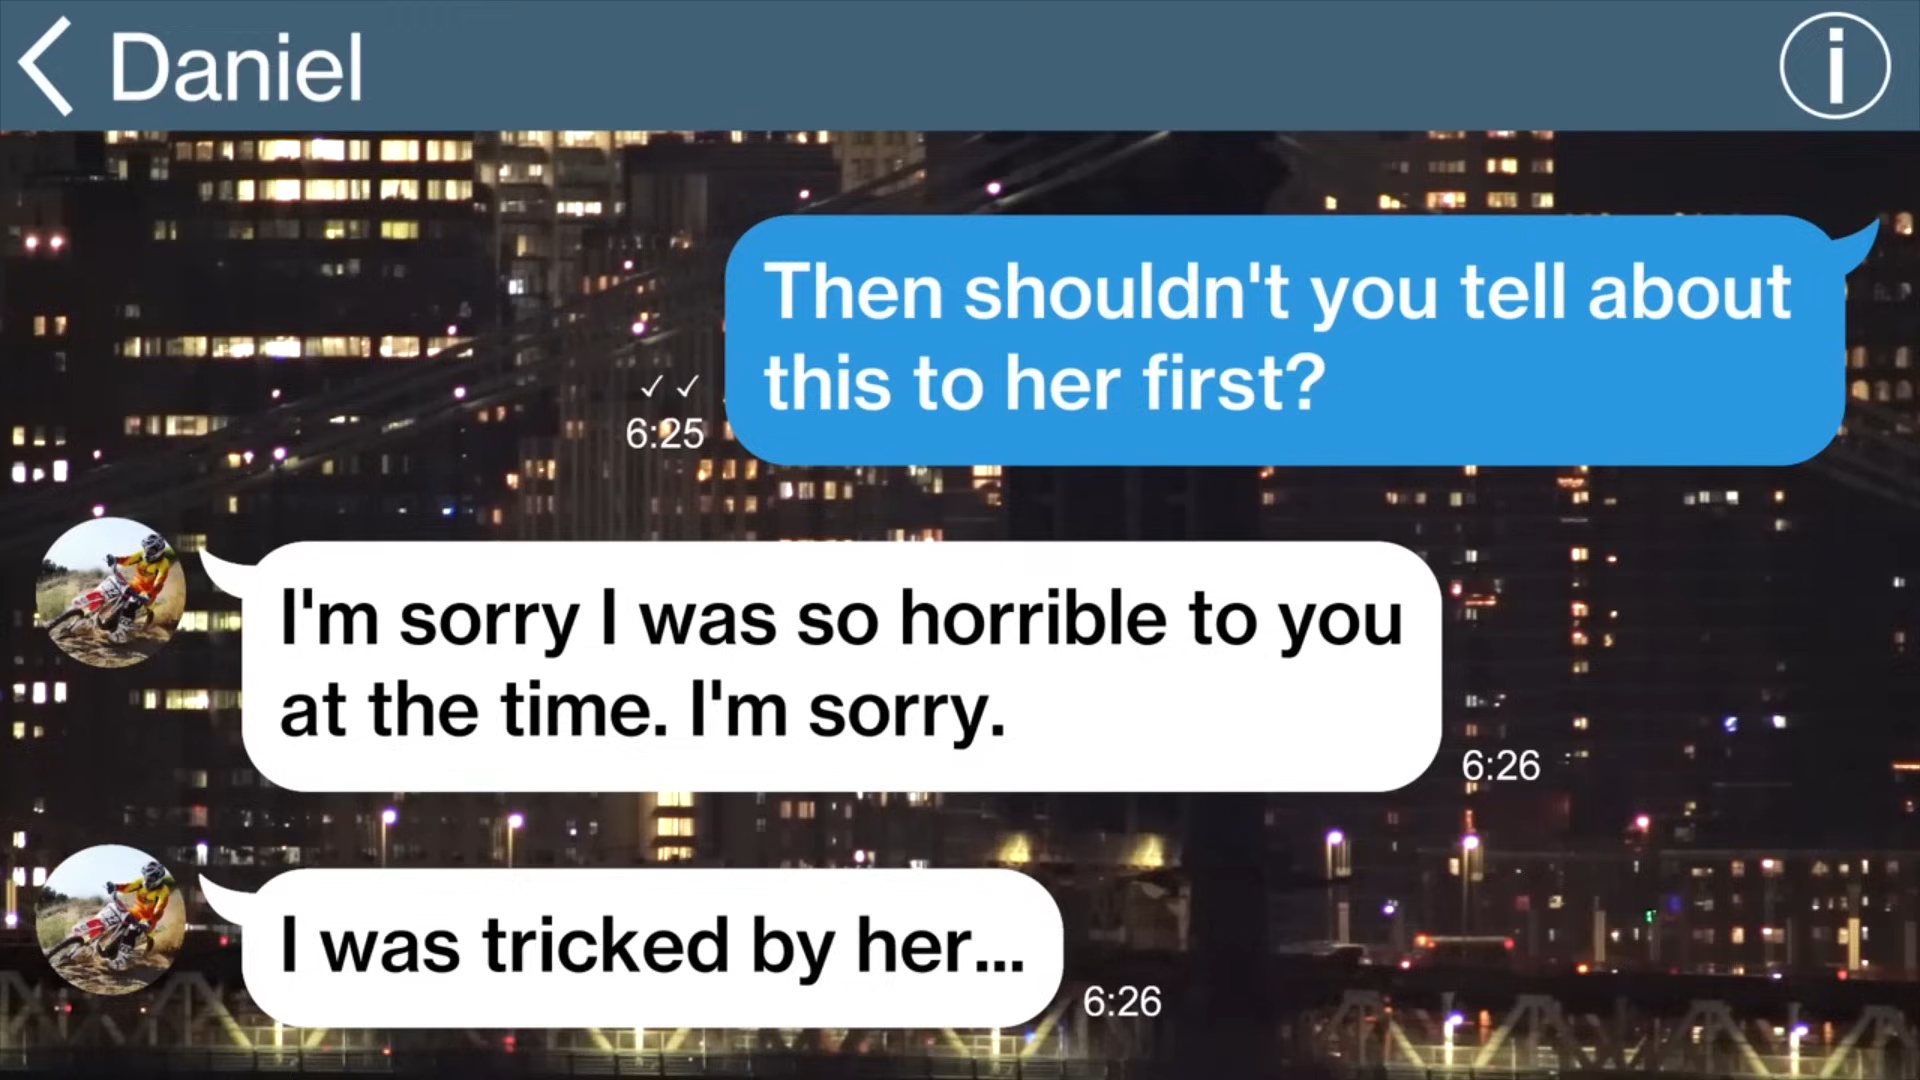 Daniel
Then shouldn't you tell about
this to her first?
✓✓
6:25
I'm sorry I was so horrible to you
at the time. I'm sorry.
6:26
I was tricked by her...
6:26